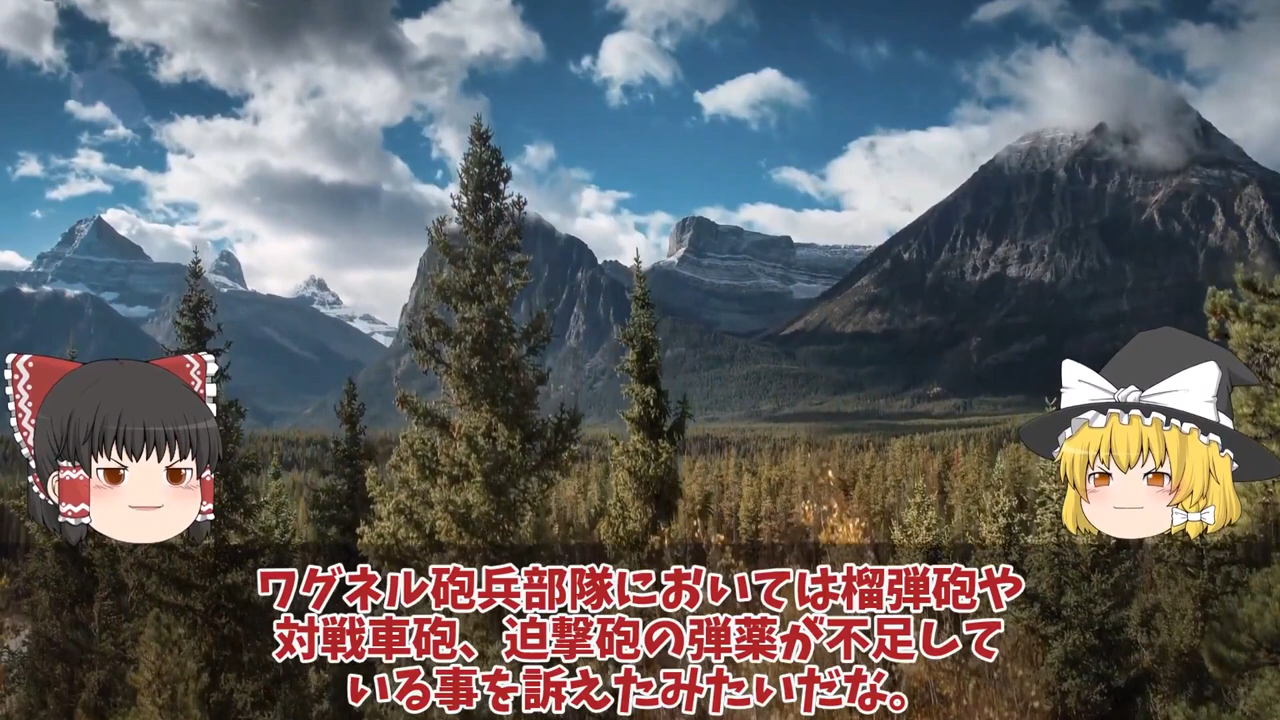 ワグネル砲兵部隊においては榴弾砲や
対戦車砲、迫撃砲の弾薬が不足して
いる事を訴えたみたいだな。